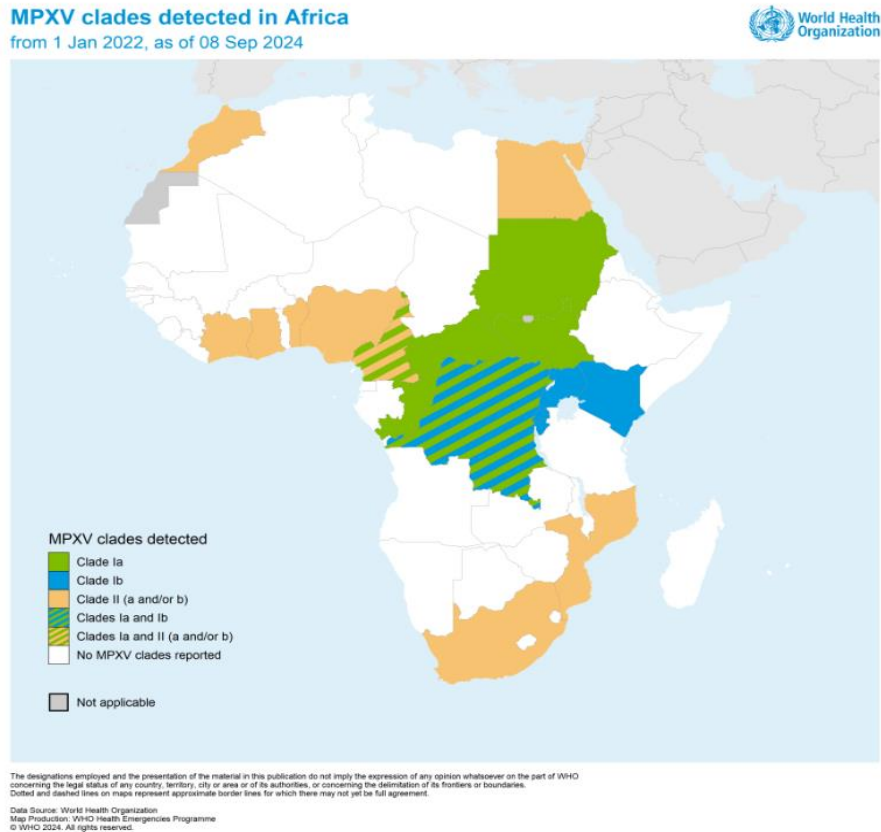 MPXV clades detected in Africa
from 1 Jan 2022, as of 08 Sep 2024
World Health
Organization
MPXV clades detected
Clade Ia
Clade Ib
Clade II (a and/or b)
Clades Ia and Ib
Clades Ia and II (a and/or b)
No MPXV clades reported
Not applicable
The designations employed and the presentation of the material in this publication do not imply the expression of any opinion whatsoever on the part of WHO
concerning the legal status of any country, territory, city or area or of its authorities, or concerning the delimitation of its frontiers or boundaries.
Dotted and dashed lines on maps represent approximate border lines for which there may not yet be full agreement.
Data Source: World Health Organization
Map Production: WHO Health Emergencies Programme
© WHO 2024. All rights reserved.